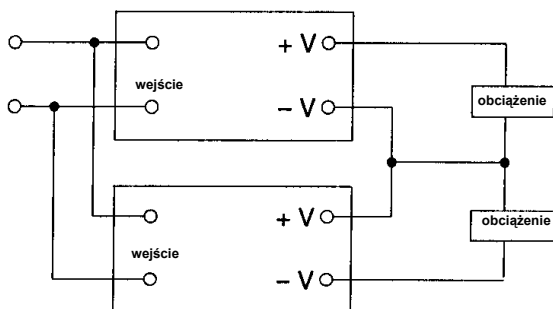 + V
wejście
− V
obciążenie
+ V
wejście
− V
obciążenie